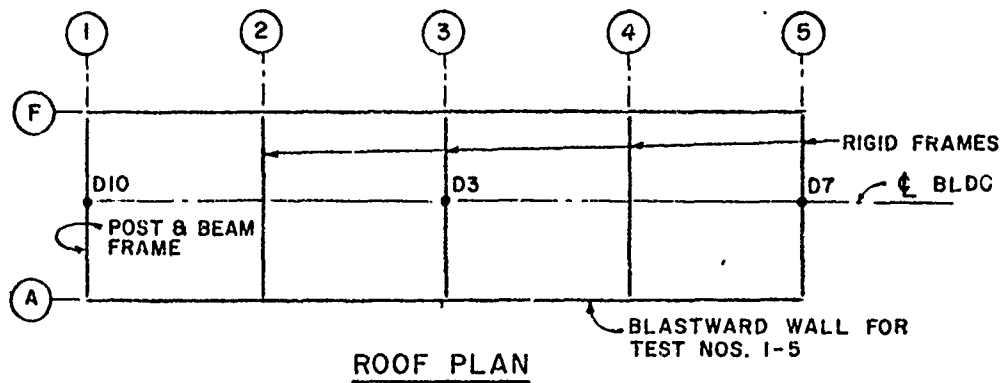 1 2 3 4 5
F
RIGID FRAMES
D10 D3 D7 ℄ BLDG
POST & BEAM
FRAME
A
BLASTWARD WALL FOR
TEST NOS. 1-5
ROOF PLAN